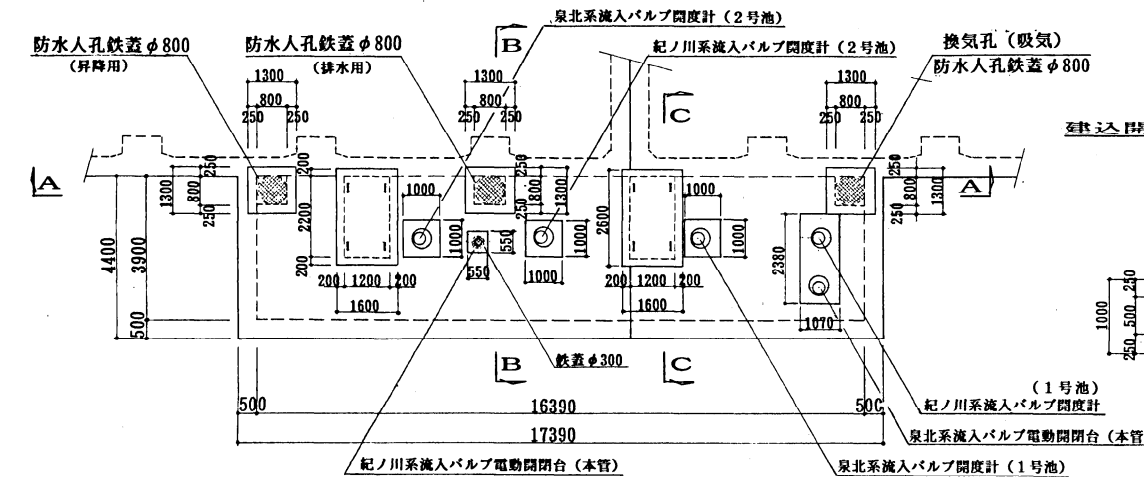 泉北系流入バルブ開度計（2号池）
防水人孔鉄蓋φ800
（昇降用）
防水人孔鉄蓋φ800
（排水用）
B
紀ノ川系流入バルブ開度計（2号池）
換気孔（吸気）
防水人孔鉄蓋φ800
1300
800
250 250
1300
800
250 250
1300
800
250 250
C
建込開
A
A
1300
250
800
250
200
2200
200
1000
1000
250
800
250
1300
550
550
1000
1000
2600
1000
1000
2380
250
800
250
1300
4400
3900
500
200 1200 200
1600
200 1200 200
1600
1070
1000
250
500
250
B
鉄蓋φ300
C
500 16390 500
17390
（1号池）
紀ノ川系流入バルブ開度計
泉北系流入バルブ電動開閉台（本管
紀ノ川系流入バルブ電動開閉台（本管）
泉北系流入バルブ開度計（1号池）